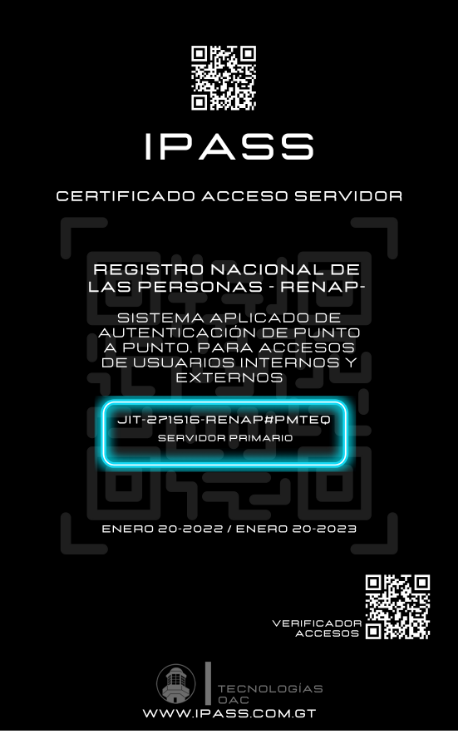 IPASS
CERTIFICADO ACCESO SERVIDOR
REGISTRO NACIONAL DE
LAS PERSONAS - RENAP-
SISTEMA APLICADO DE
AUTENTICACIÓN DE PUNTO
A PUNTO, PARA ACCESOS
DE USUARIOS INTERNOS Y
EXTERNOS
JIT-271516-RENAP#PMTEQ
SERVIDOR PRIMARIO
ENERO 20-2022 / ENERO 20-2023
VERIFICADOR
ACCESOS
TECNOLOGÍAS
OAC
WWW.IPASS.COM.GT